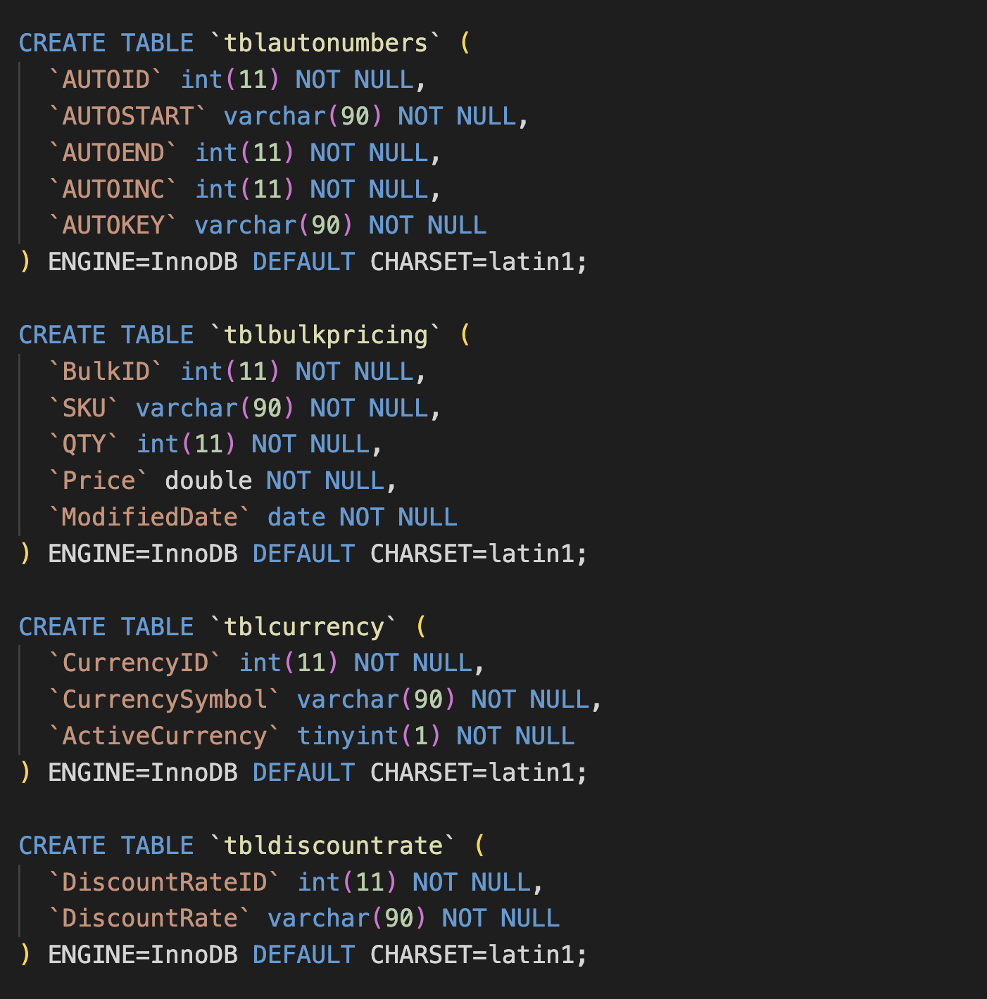 CREATE TABLE `tblautonumbers` (
  `AUTOID` int(11) NOT NULL,
  `AUTOSTART` varchar(90) NOT NULL,
  `AUTOEND` int(11) NOT NULL,
  `AUTOINC` int(11) NOT NULL,
  `AUTOKEY` varchar(90) NOT NULL
) ENGINE=InnoDB DEFAULT CHARSET=latin1;

CREATE TABLE `tblbulkpricing` (
  `BulkID` int(11) NOT NULL,
  `SKU` varchar(90) NOT NULL,
  `QTY` int(11) NOT NULL,
  `Price` double NOT NULL,
  `ModifiedDate` date NOT NULL
) ENGINE=InnoDB DEFAULT CHARSET=latin1;

CREATE TABLE `tblcurrency` (
  `CurrencyID` int(11) NOT NULL,
  `CurrencySymbol` varchar(90) NOT NULL,
  `ActiveCurrency` tinyint(1) NOT NULL
) ENGINE=InnoDB DEFAULT CHARSET=latin1;

CREATE TABLE `tbldiscountrate` (
  `DiscountRateID` int(11) NOT NULL,
  `DiscountRate` varchar(90) NOT NULL
) ENGINE=InnoDB DEFAULT CHARSET=latin1;